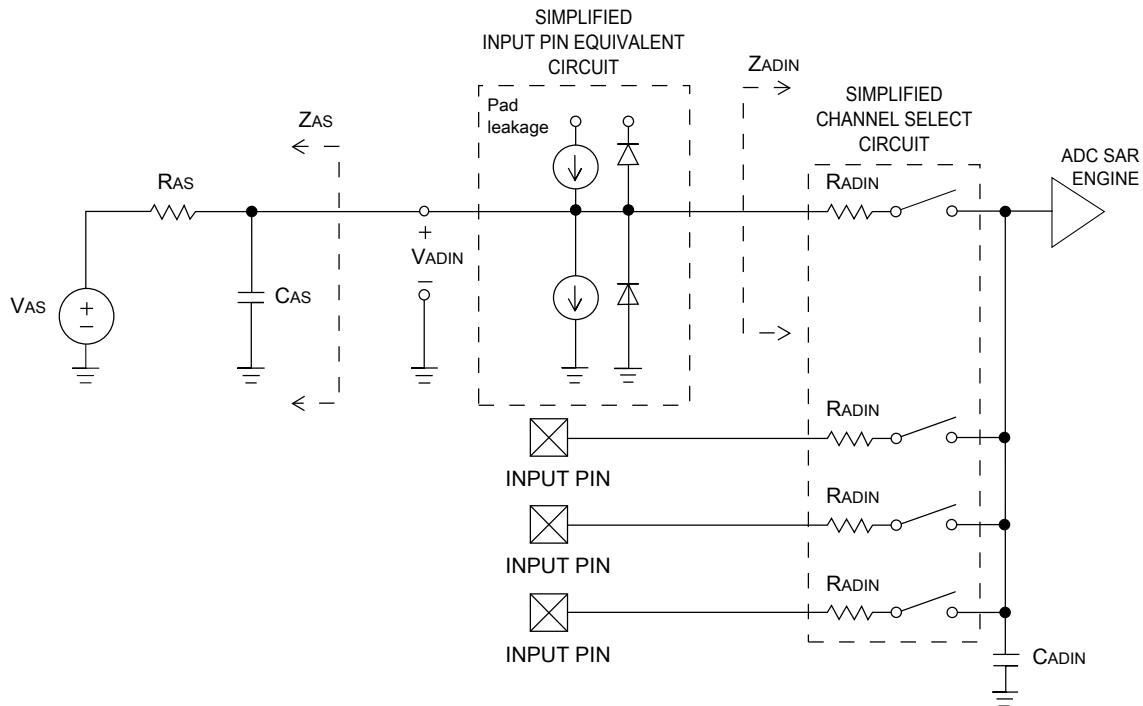 SIMPLIFIED
INPUT PIN EQUIVALENT
CIRCUIT
ZADIN
SIMPLIFIED
CHANNEL SELECT
CIRCUIT
Pad
leakage
ZAS
RAS
RADIN
ADC SAR
ENGINE
+
VADIN
–
VAS
+
–
CAS
RADIN
INPUT PIN
RADIN
INPUT PIN
RADIN
INPUT PIN
CADIN